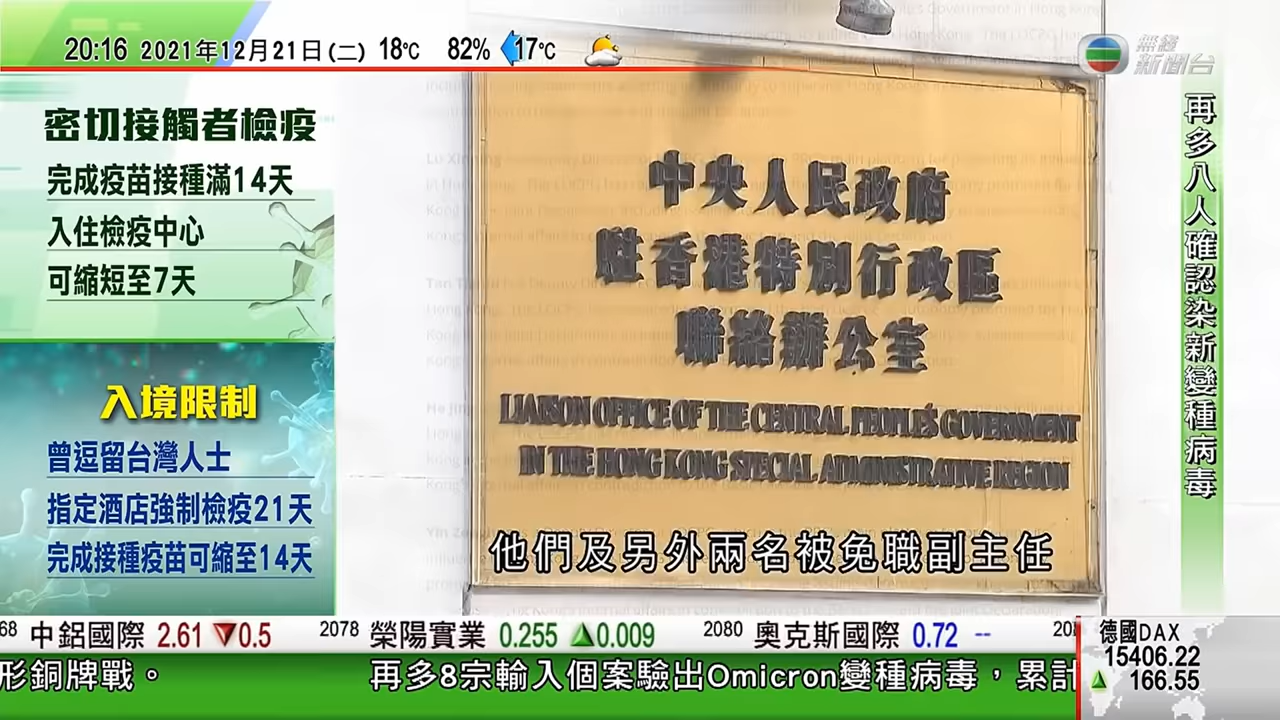 20:16 2021年12月21日(二) 18℃ 82% 17℃
無綫
新聞台
密切接觸者檢疫
完成疫苗接種滿14天
入住檢疫中心
可縮短至7天
入境限制
曾逗留台灣人士
指定酒店強制檢疫21天
完成接種疫苗可縮至14天
中央人民政府
駐香港特別行政區
聯絡辦公室
LIAISON OFFICE OF THE CENTRAL PEOPLE'S GOVERNMENT
IN THE HONG KONG SPECIAL ADMINISTRATIVE REGION
他們及另外兩名被免職副主任
再多八人確認染新變種病毒
68 中鋁國際 2.61 ▼0.5 2078 榮陽實業 0.255 ▲0.009 2080 奧克斯國際 0.72 --
形銅牌戰。 再多8宗輸入個案驗出Omicron變種病毒，累計
德國DAX
15406.22
▲ 166.55